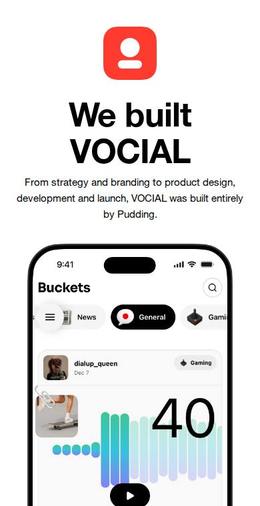 We built
VOCIAL
From strategy and branding to product design,
development and launch, VOCIAL was built entirely
by Pudding.
9:41
Buckets
News
General
Gami
dialup_queen
Dec 7
Gaming
40